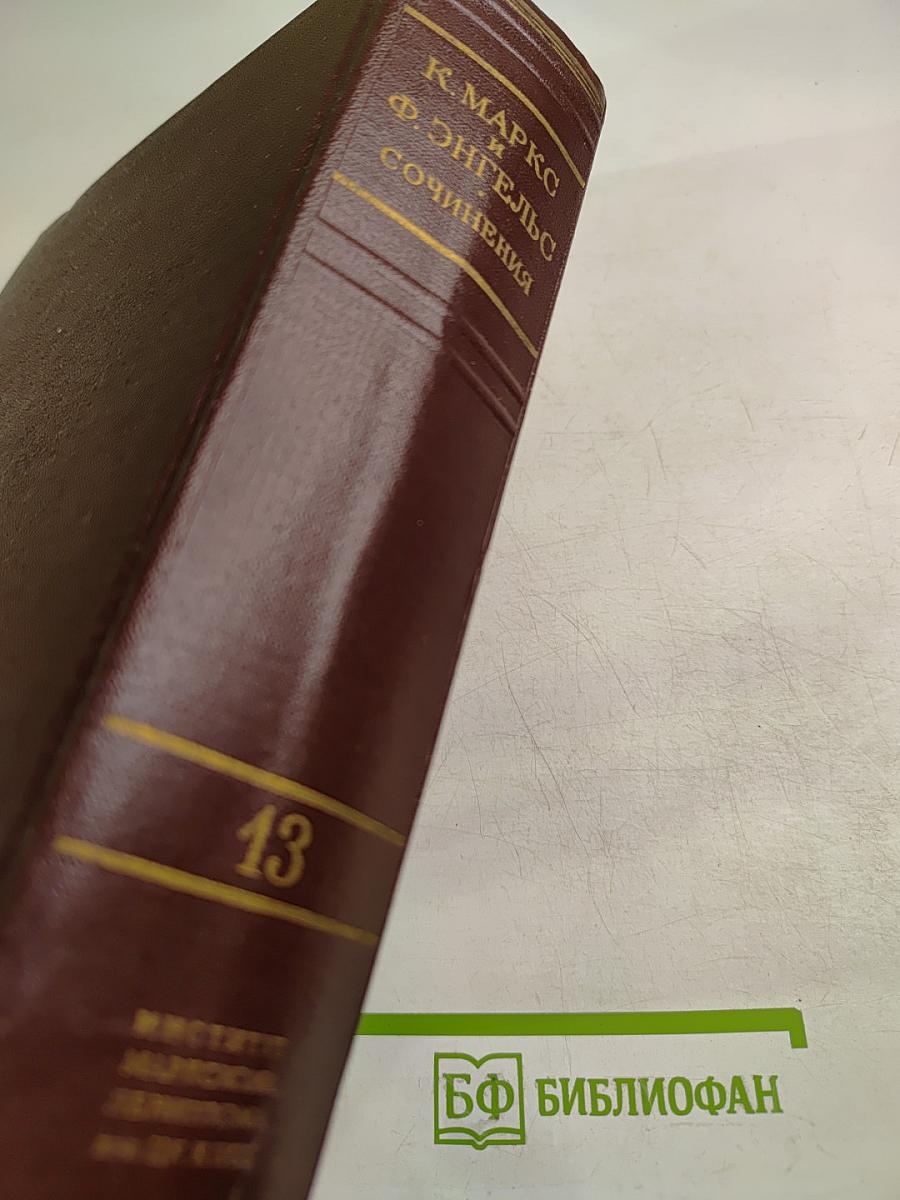 К. МАРКС
и
Ф. ЭНГЕЛЬС
СОЧИНЕНИЯ
13
БФ БИБЛИОФАН